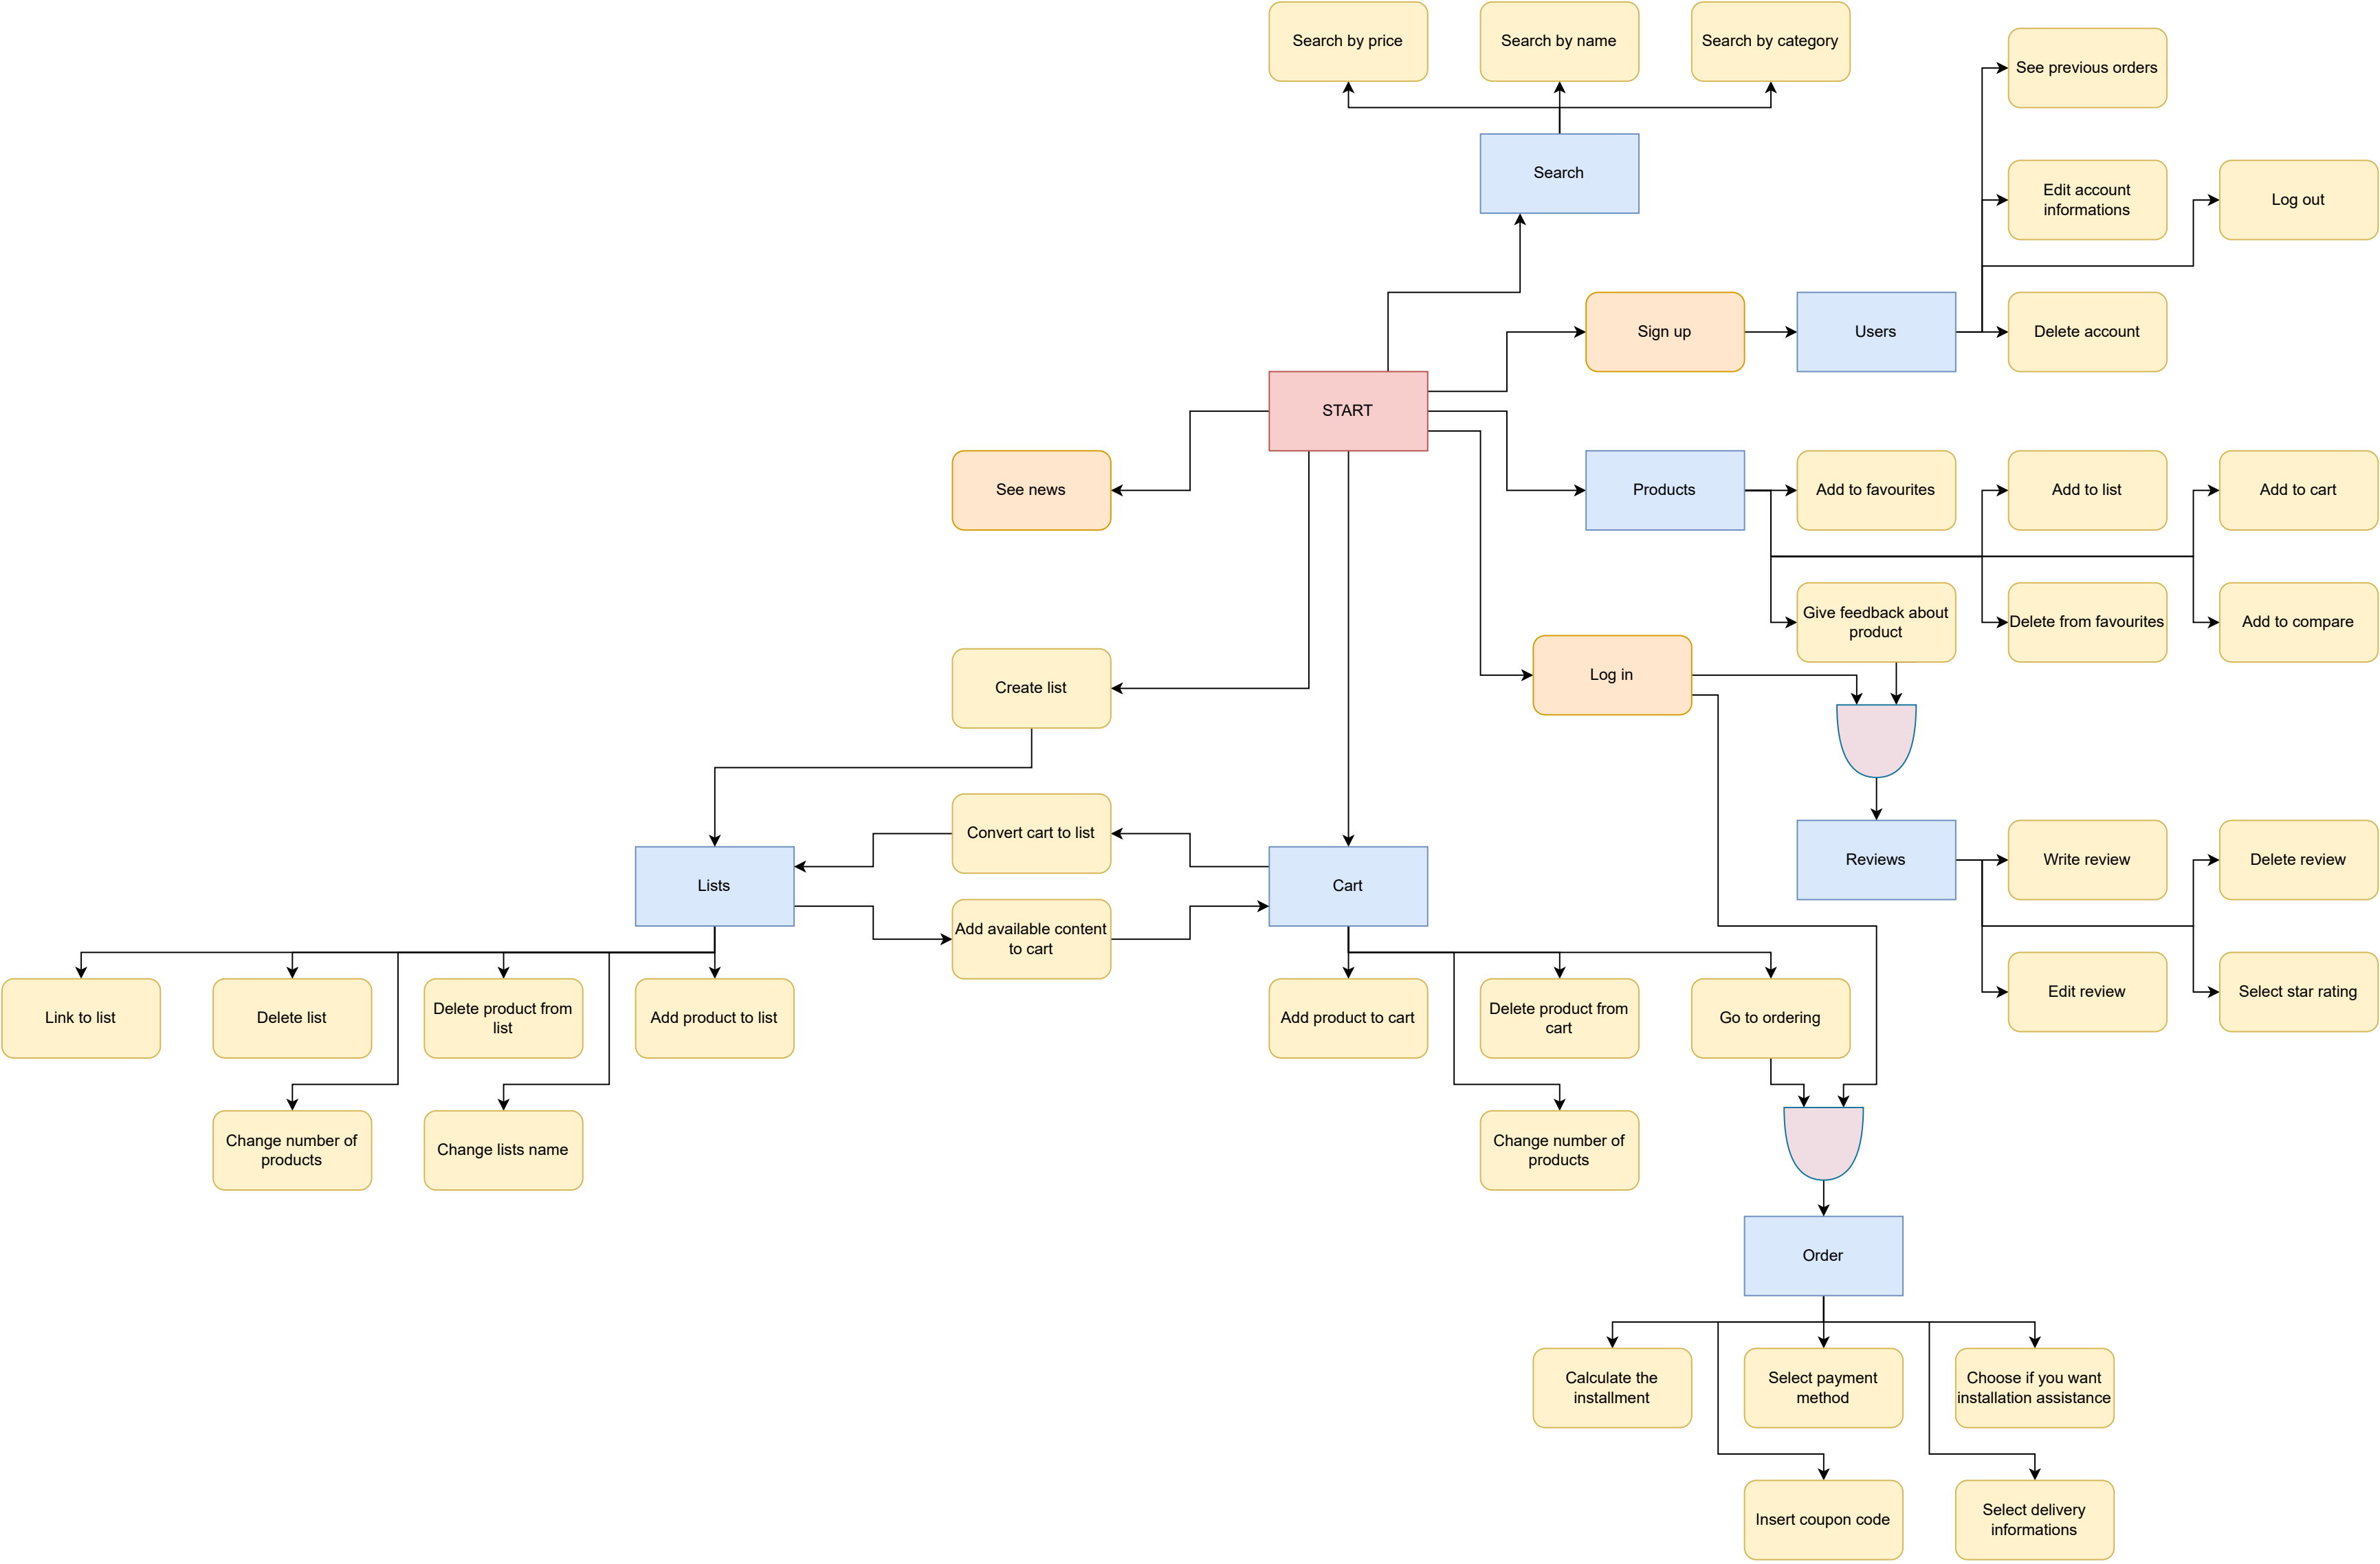 Search by price
Search by name
Search by category
See previous orders
Search
Edit account
informations
Log out
Sign up
Users
Delete account
START
See news
Products
Add to favourites
Add to list
Add to cart
Give feedback about
product
Delete from favourites
Add to compare
Create list
Log in
Convert cart to list
Lists
Cart
Reviews
Write review
Delete review
Add available content
to cart
Link to list
Delete list
Delete product from
list
Add product to list
Add product to cart
Delete product from
cart
Go to ordering
Edit review
Select star rating
Change number of
products
Change lists name
Change number of
products
Order
Calculate the
installment
Select payment
method
Choose if you want
installation assistance
Insert coupon code
Select delivery
informations